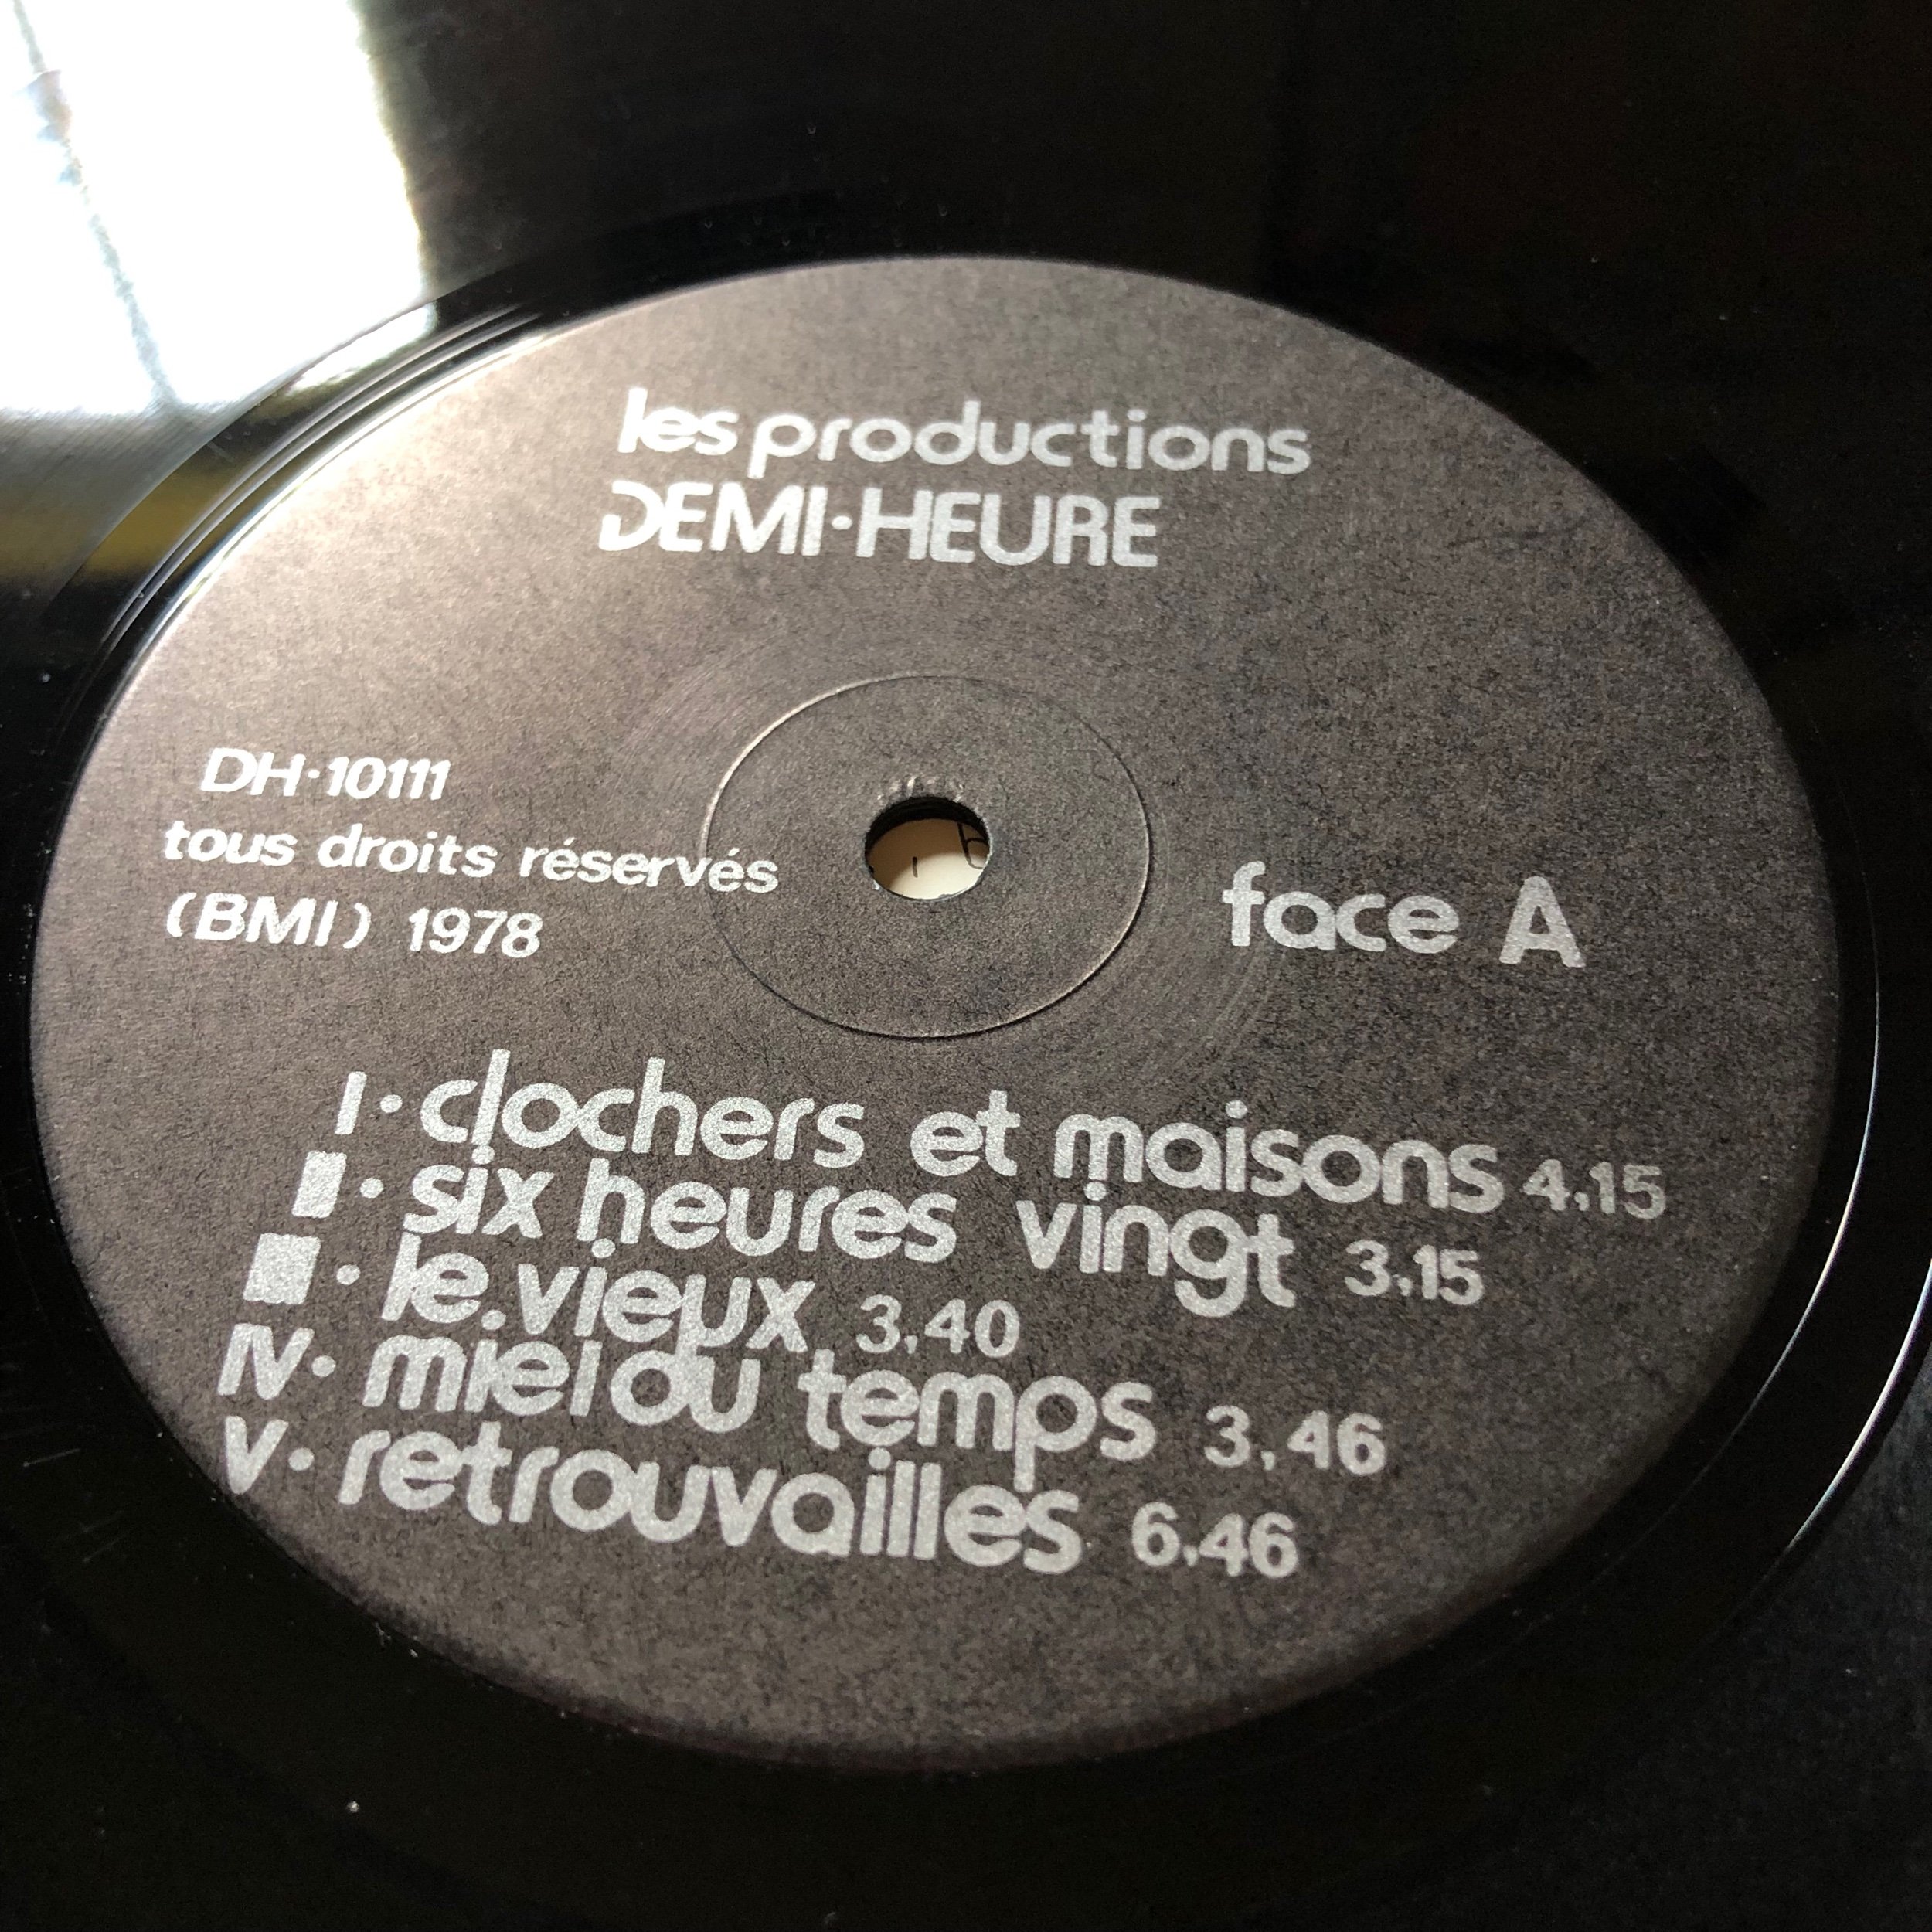 les productions
DEMI·HEURE
DH·10111
tous droits réservés
(BMI) 1978
face A
I· clochers et maisons 4,15
II· six heures vingt 3,15
III· le vieux 3,40
IV· miel ou temps 3,46
V· retrouvailles 6,46